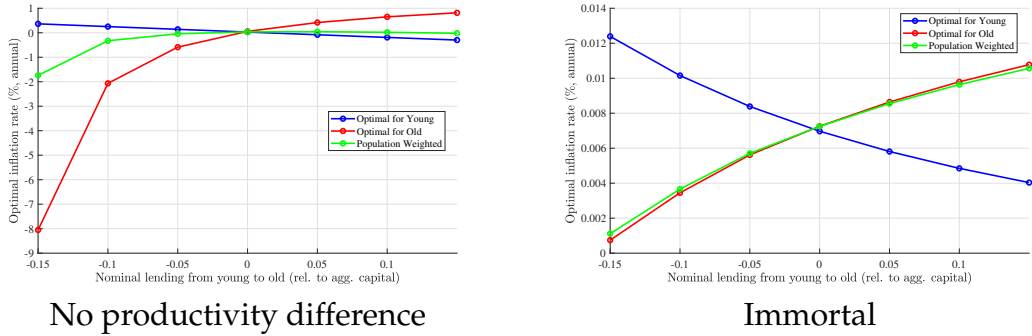 Optimal inflation rate (%, annual)
1
0
-1
-2
-3
-4
-5
-6
-7
-8
-9
-0.15
-0.1
-0.05
0
0.05
0.1
Optimal for Young
Optimal for Old
Population Weighted
Nominal lending from young to old (rel. to agg. capital)
No productivity difference
Optimal inflation rate (%, annual)
0.014
0.012
0.01
0.008
0.006
0.004
0.002
0
-0.15
-0.1
-0.05
0
0.05
0.1
Optimal for Young
Optimal for Old
Population Weighted
Nominal lending from young to old (rel. to agg. capital)
Immortal